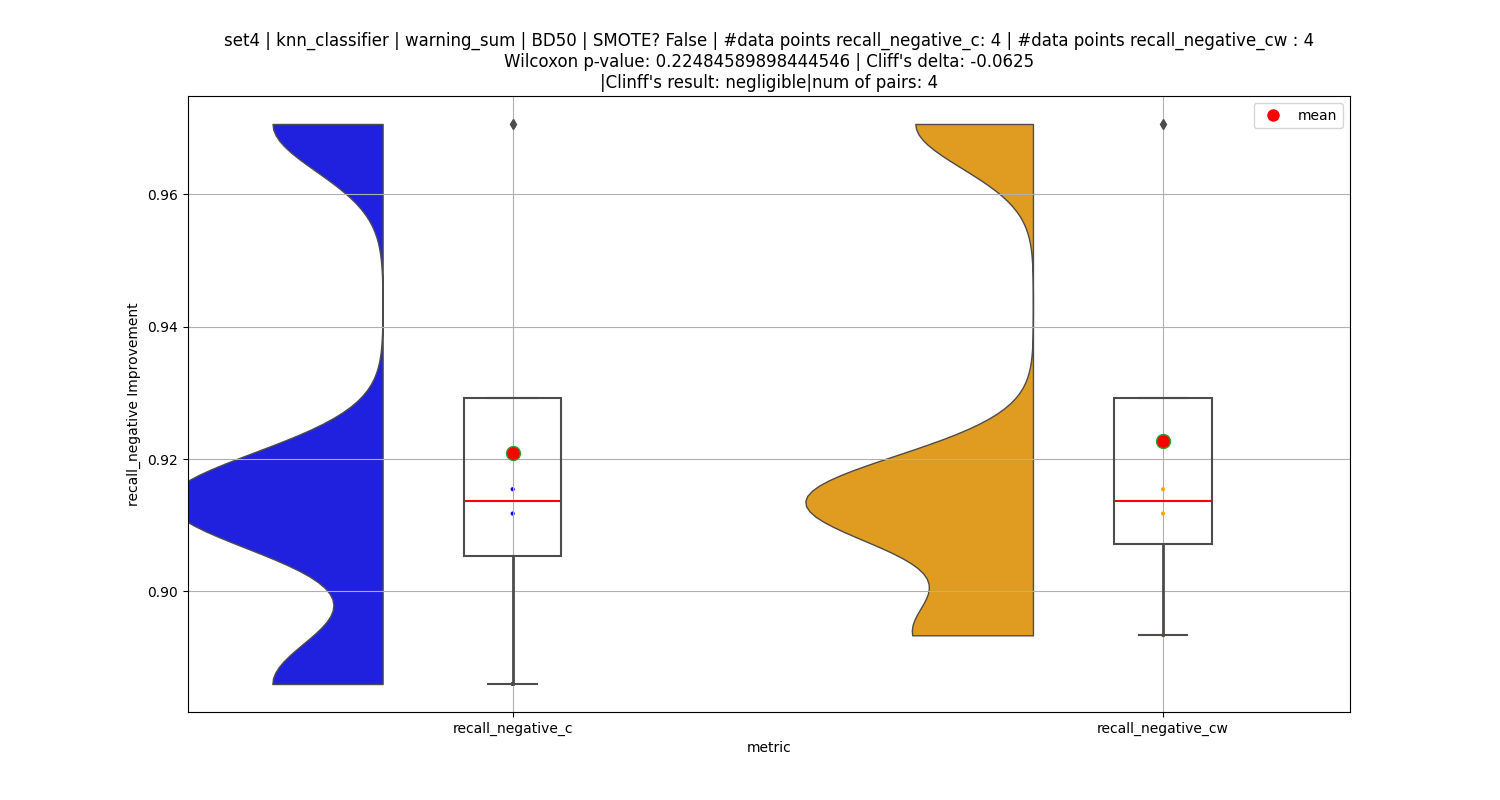 set4 | knn_classifier | warning_sum | BD50 | SMOTE? False | #data points recall_negative_c: 4 | #data points recall_negative_cw : 4
Wilcoxon p-value: 0.22484589898444546 | Cliff's delta: -0.0625
|Clinff's result: negligible|num of pairs: 4
mean
0.96
0.94
0.92
0.90
recall_negative Improvement
recall_negative_c
recall_negative_cw
metric